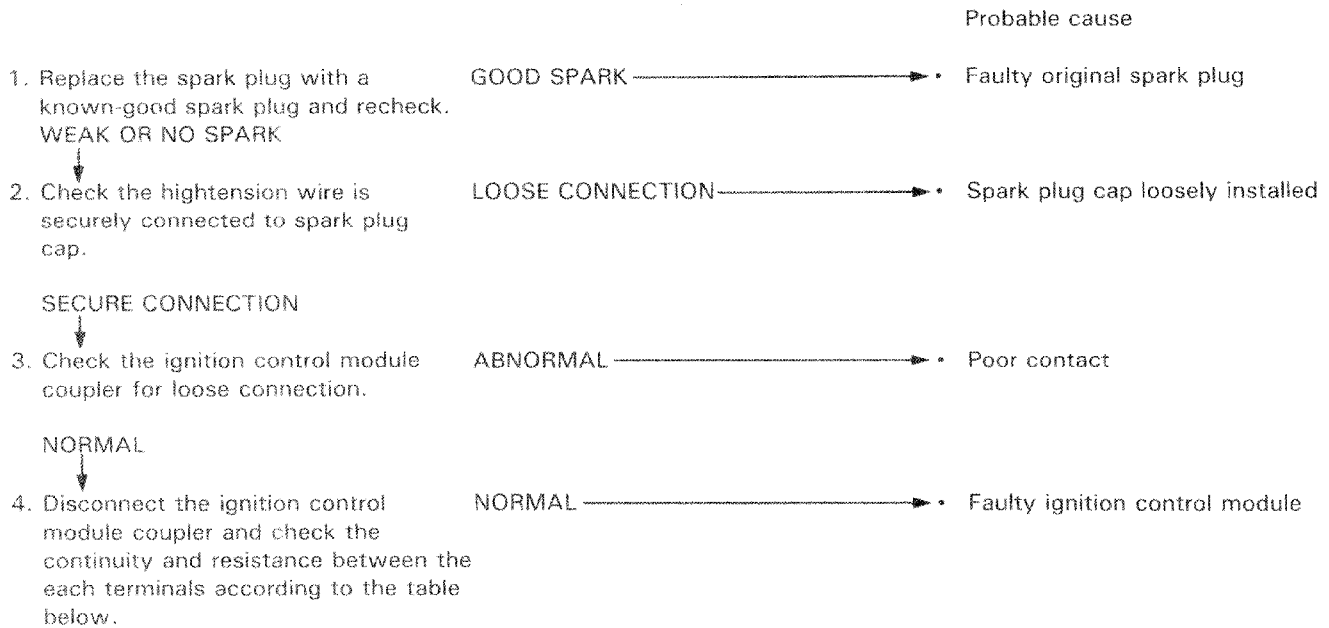 Probable cause
1. Replace the spark plug with a GOOD SPARK • Faulty original spark plug
known-good spark plug and recheck.
WEAK OR NO SPARK
2. Check the hightension wire is LOOSE CONNECTION • Spark plug cap loosely installed
securely connected to spark plug
cap.
SECURE CONNECTION
3. Check the ignition control module ABNORMAL • Poor contact
coupler for loose connection.
NORMAL
4. Disconnect the ignition control NORMAL • Faulty ignition control module
module coupler and check the
continuity and resistance between the
each terminals according to the table
below.